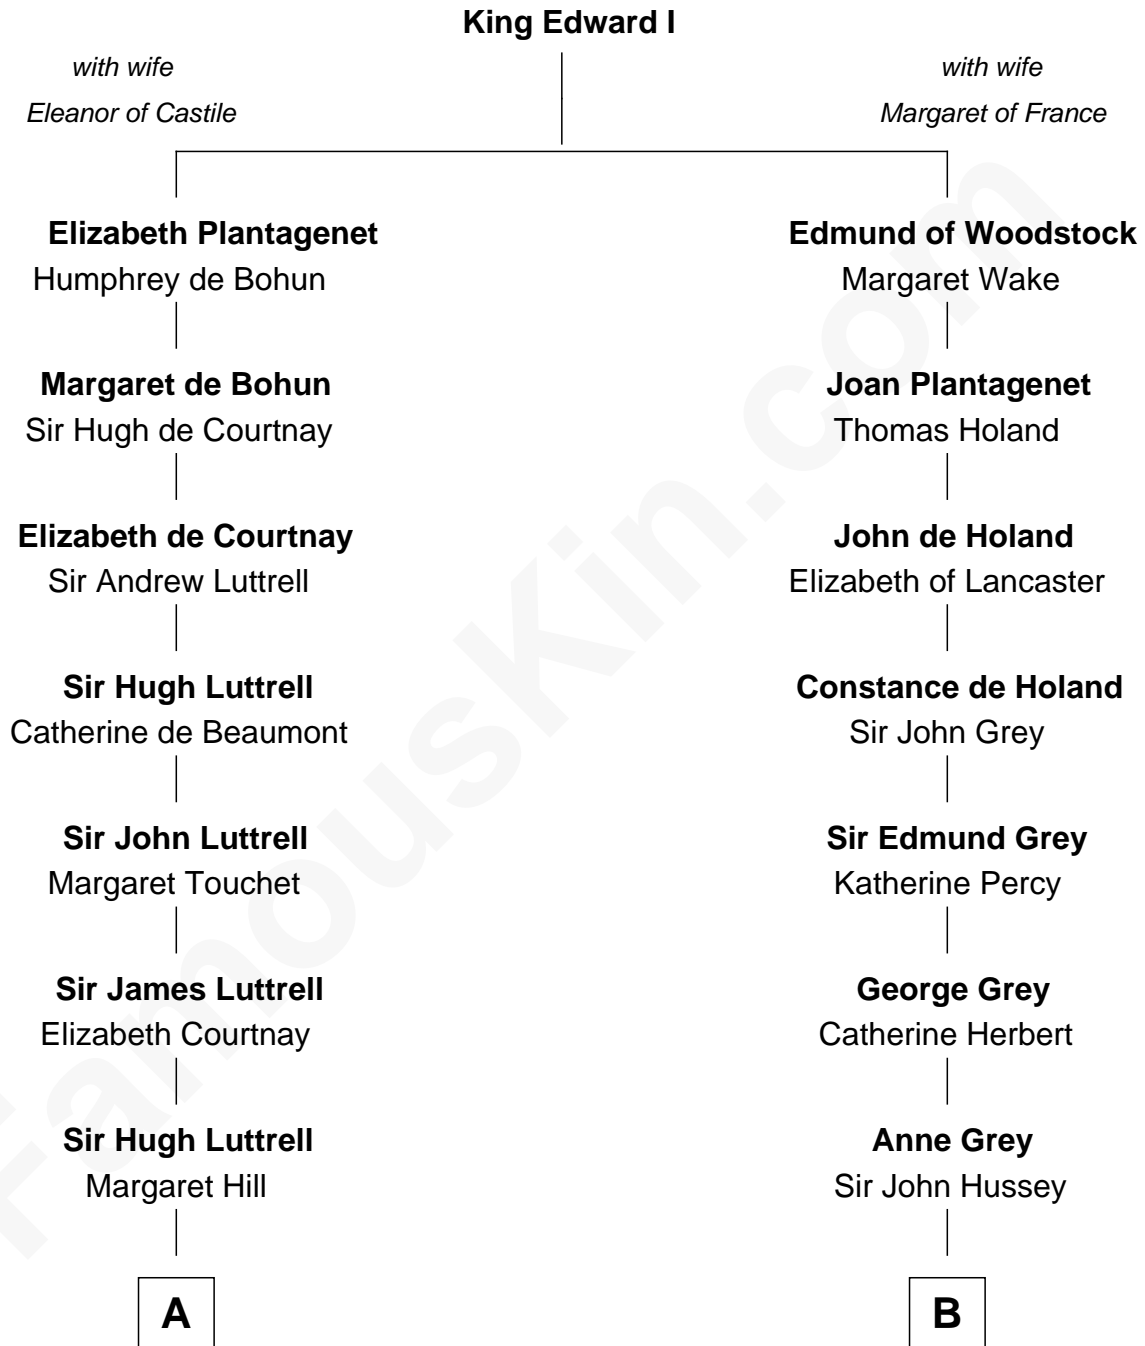 King Edward I
with wife
Eleanor of Castile
with wife
Margaret of France
Elizabeth Plantagenet
Humphrey de Bohun
Edmund of Woodstock
Margaret Wake
Margaret de Bohun
Sir Hugh de Courtnay
Joan Plantagenet
Thomas Holand
Elizabeth de Courtnay
Sir Andrew Luttrell
John de Holand
Elizabeth of Lancaster
Sir Hugh Luttrell
Catherine de Beaumont
Constance de Holand
Sir John Grey
Sir John Luttrell
Margaret Touchet
Sir Edmund Grey
Katherine Percy
Sir James Luttrell
Elizabeth Courtnay
George Grey
Catherine Herbert
Sir Hugh Luttrell
Margaret Hill
Anne Grey
Sir John Hussey
A
B
FamousKin.com